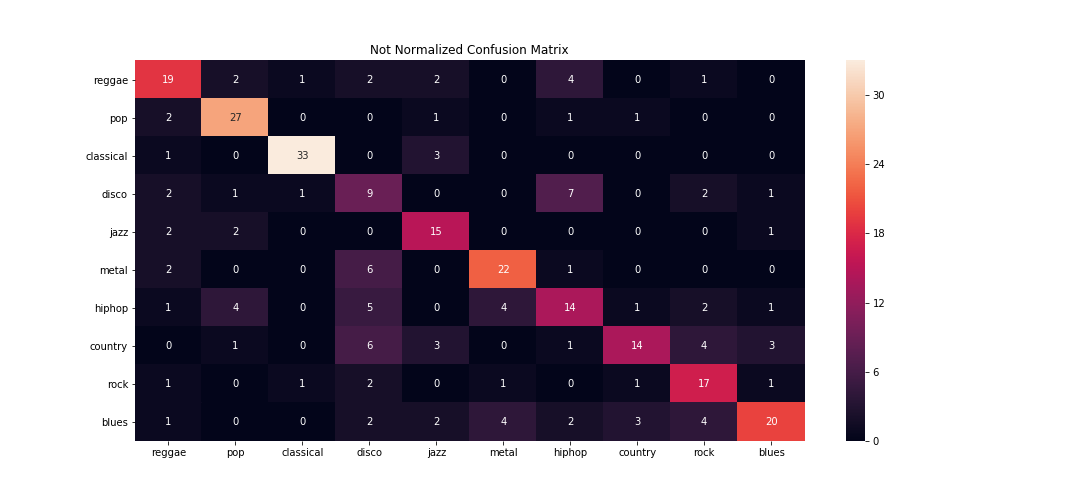 Not Normalized Confusion Matrix
reggae 19 2 1 2 2 0 4 0 1 0
pop 2 27 0 0 1 0 1 1 0 0
classical 1 0 33 0 3 0 0 0 0 0
disco 2 1 1 9 0 0 7 0 2 1
jazz 2 2 0 0 15 0 0 0 0 1
metal 2 0 0 6 0 22 1 0 0 0
hiphop 1 4 0 5 0 4 14 1 2 1
country 0 1 0 6 3 0 1 14 4 3
rock 1 0 1 2 0 1 0 1 17 1
blues 1 0 0 2 2 4 2 3 4 20
reggae pop classical disco jazz metal hiphop country rock blues
30
24
18
12
6
0